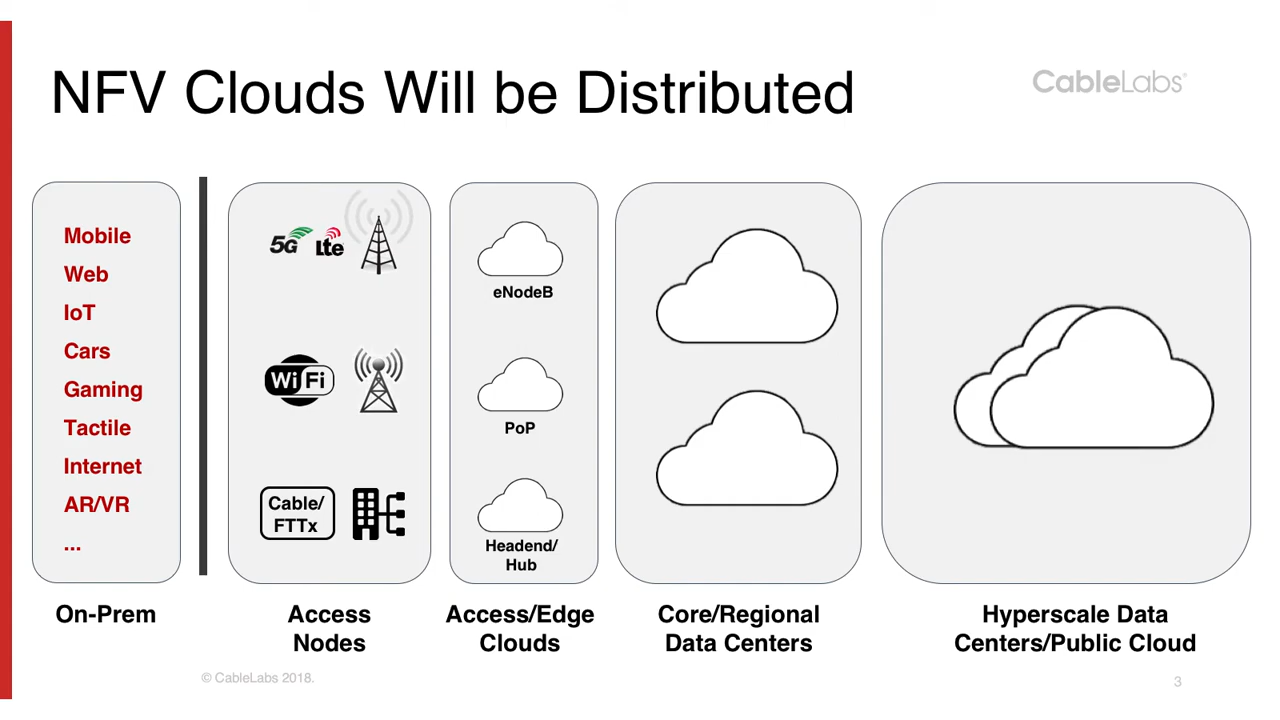 NFV Clouds Will be Distributed
CableLabs®
Mobile
Web
IoT
Cars
Gaming
Tactile
Internet
AR/VR
...
On-Prem
5G Lte
Wi Fi
Cable/
FTTx
Access
Nodes
eNodeB
PoP
Headend/
Hub
Access/Edge
Clouds
Core/Regional
Data Centers
Hyperscale Data
Centers/Public Cloud
© CableLabs 2018.
3